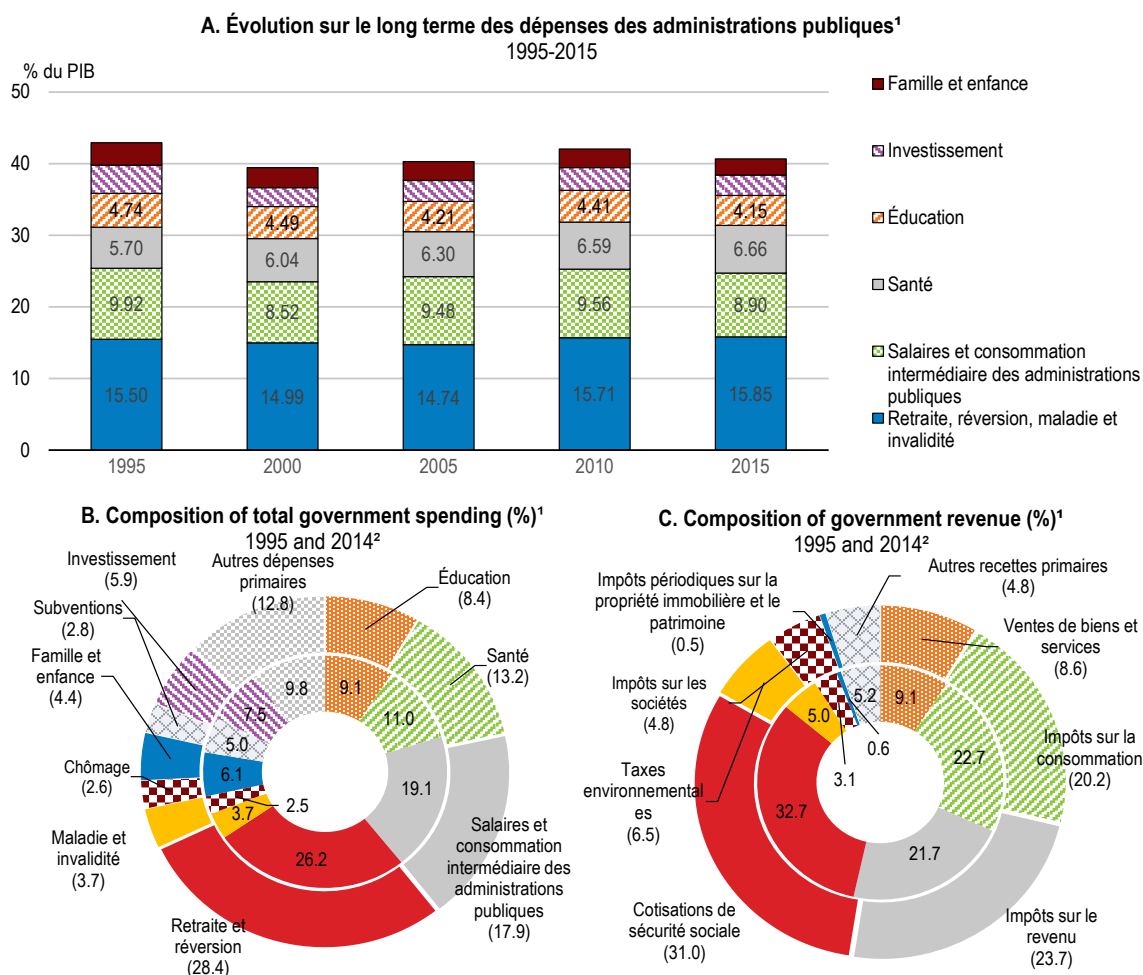 A. Évolution sur le long terme des dépenses des administrations publiques¹
1995-2015
% du PIB
50
40
30
20
10
0
4.74
5.70
9.92
15.50
4.49
6.04
8.52
14.99
4.21
6.30
9.48
14.74
4.41
6.59
9.56
15.71
4.15
6.66
8.90
15.85
1995
2000
2005
2010
2015
Famille et enfance
Investissement
Éducation
Santé
Salaires et consommation
intermédiaire des administrations
publiques
Retraite, réversion, maladie et
invalidité
B. Composition of total government spending (%)¹
1995 and 2014²
Investissement
(5.9)
Autres dépenses
primaires
(12.8)
Éducation
(8.4)
Subventions
(2.8)
Santé
(13.2)
Famille et
enfance
(4.4)
Chômage
(2.6)
Maladie et
invalidité
(3.7)
Retraite et
réversion
(28.4)
Salaires et
consommation
intermédiaire des
administrations
publiques
(17.9)
9.8
9.1
7.5
11.0
5.0
6.1
19.1
2.5
3.7
26.2
C. Composition of government revenue (%)¹
1995 and 2014²
Impôts périodiques sur la
propriété immobilière et le
patrimoine
(0.5)
Autres recettes primaires
(4.8)
Ventes de biens et
services
(8.6)
Impôts sur les
sociétés
(4.8)
Impôts sur la
consommation
(20.2)
Taxes
environnemental
es
(6.5)
Cotisations de
sécurité sociale
(31.0)
Impôts sur le
revenu
(23.7)
5.2
9.1
5.0
0.6
22.7
3.1
32.7
21.7